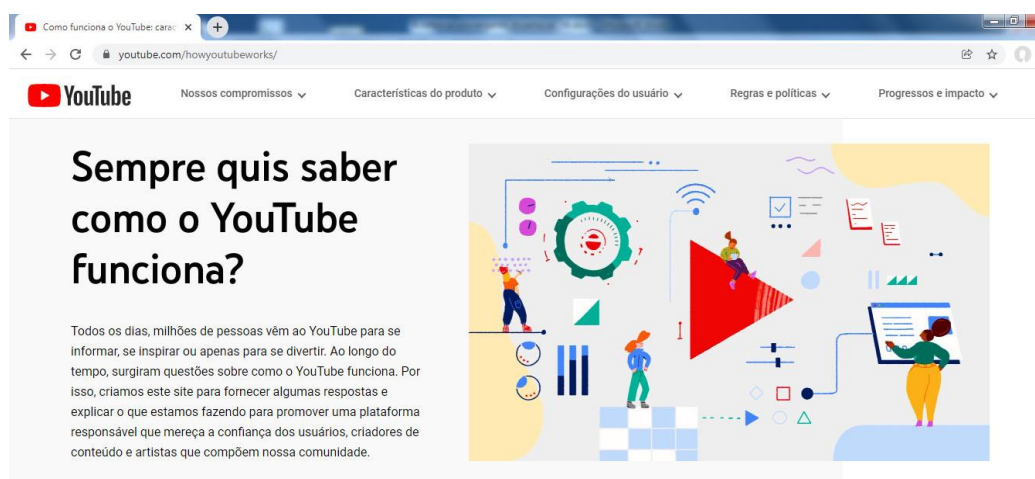 Como funciona o YouTube: carac
youtube.com/howyoutubeworks/
YouTube
Nossos compromissos
Características do produto
Configurações do usuário
Regras e políticas
Progressos e impacto
Sempre quis saber
como o YouTube
funciona?
Todos os dias, milhões de pessoas vêm ao YouTube para se
informar, se inspirar ou apenas para se divertir. Ao longo do
tempo, surgiram questões sobre como o YouTube funciona. Por
isso, criamos este site para fornecer algumas respostas e
explicar o que estamos fazendo para promover uma plataforma
responsável que mereça a confiança dos usuários, criadores de
conteúdo e artistas que compõem nossa comunidade.